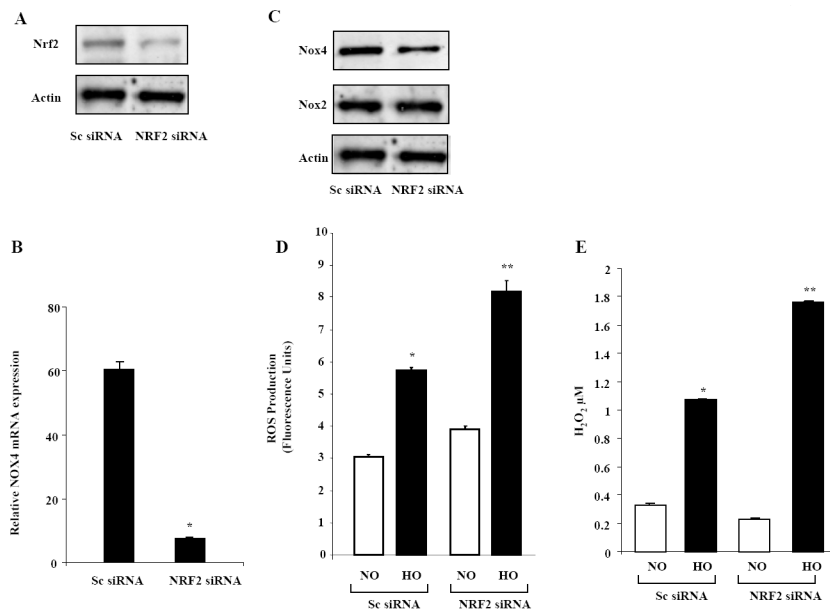 A
Nrf2
Actin
Sc siRNA NRF2 siRNA
C
Nox4
Nox2
Actin
Sc siRNA NRF2 siRNA
B
Relative NOX4 mRNA expression
80
60
40
20
0
*
Sc siRNA NRF2 siRNA
D
ROS Production
(Fluorescence Units)
10
9
8
7
6
5
4
3
2
1
0
*
**
NO HO NO HO
Sc siRNA NRF2 siRNA
E
H₂O₂ µM
2
1.8
1.6
1.4
1.2
1
0.8
0.6
0.4
0.2
0
*
**
NO HO NO HO
Sc siRNA NRF2 siRNA